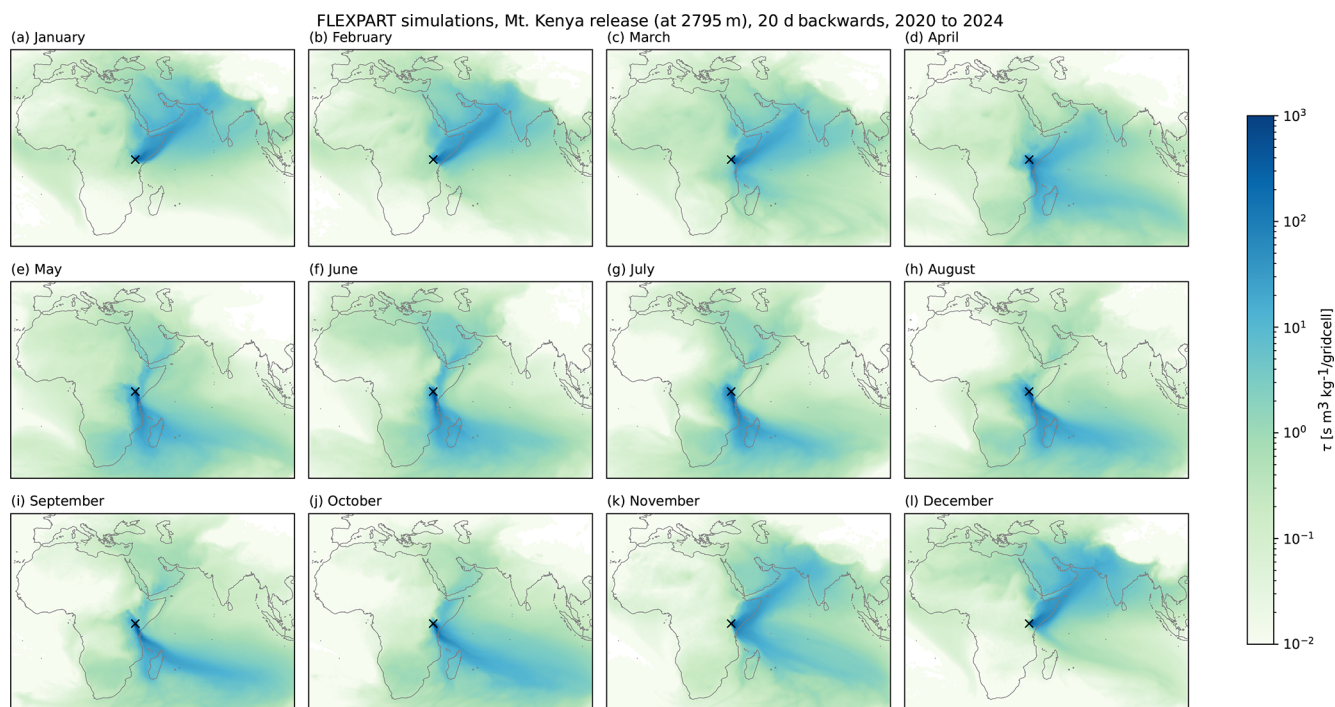 FLEXPART simulations, Mt. Kenya release (at 2795 m), 20 d backwards, 2020 to 2024
(a) January
(b) February
(c) March
(d) April
(e) May
(f) June
(g) July
(h) August
(i) September
(j) October
(k) November
(l) December
10³
10²
10¹
10⁰
10⁻¹
10⁻²
τ [s m³ kg⁻¹/gridcell]